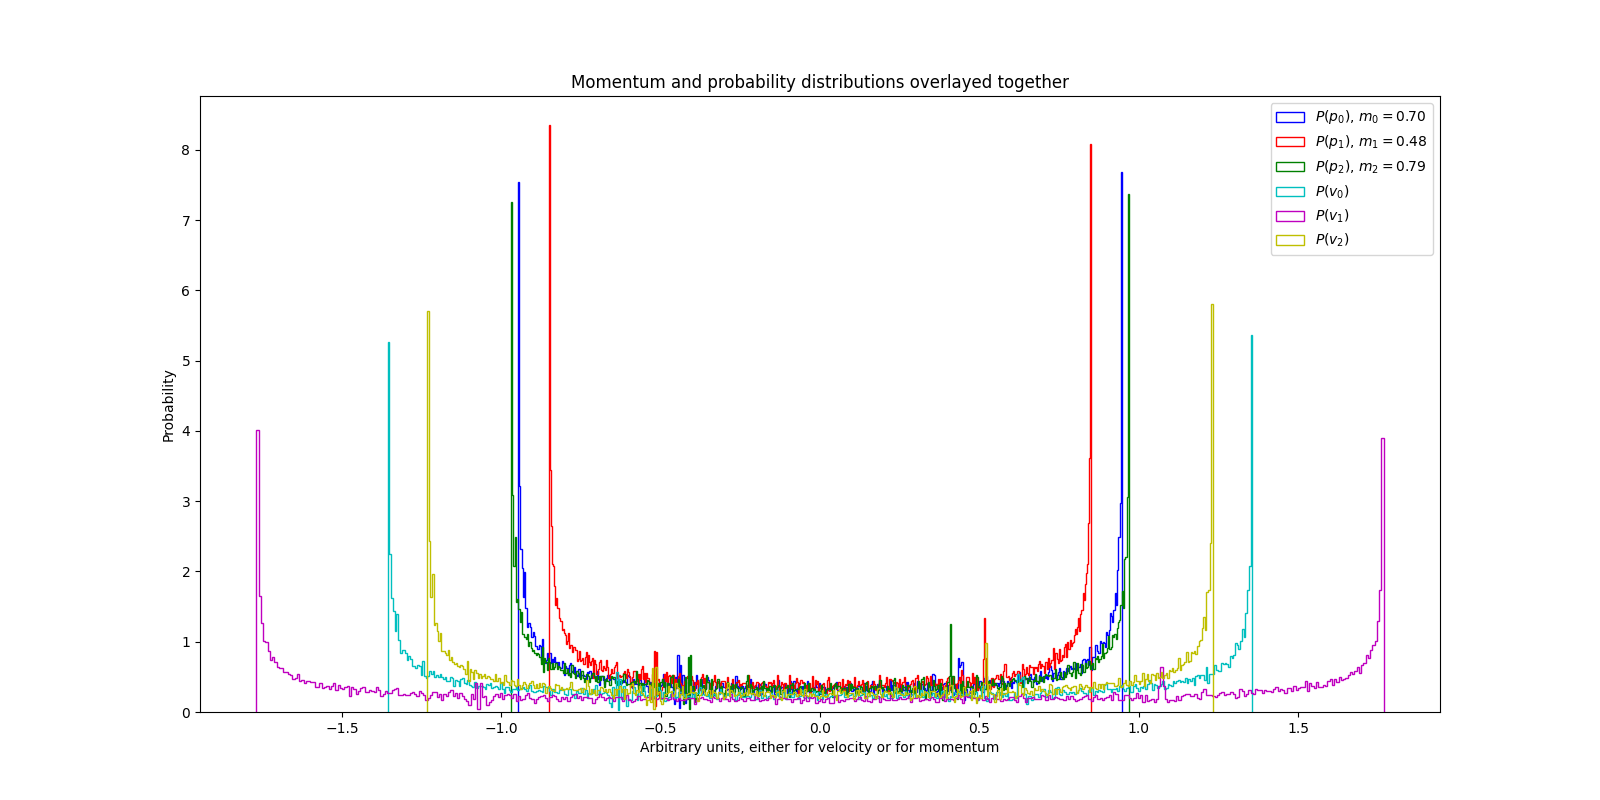 Momentum and probability distributions overlayed together
P(p₀), m₀ = 0.70
P(p₁), m₁ = 0.48
P(p₂), m₂ = 0.79
P(v₀)
P(v₁)
P(v₂)
Probability
8
7
6
5
4
3
2
1
0
−1.5 −1.0 −0.5 0.0 0.5 1.0 1.5
Arbitrary units, either for velocity or for momentum